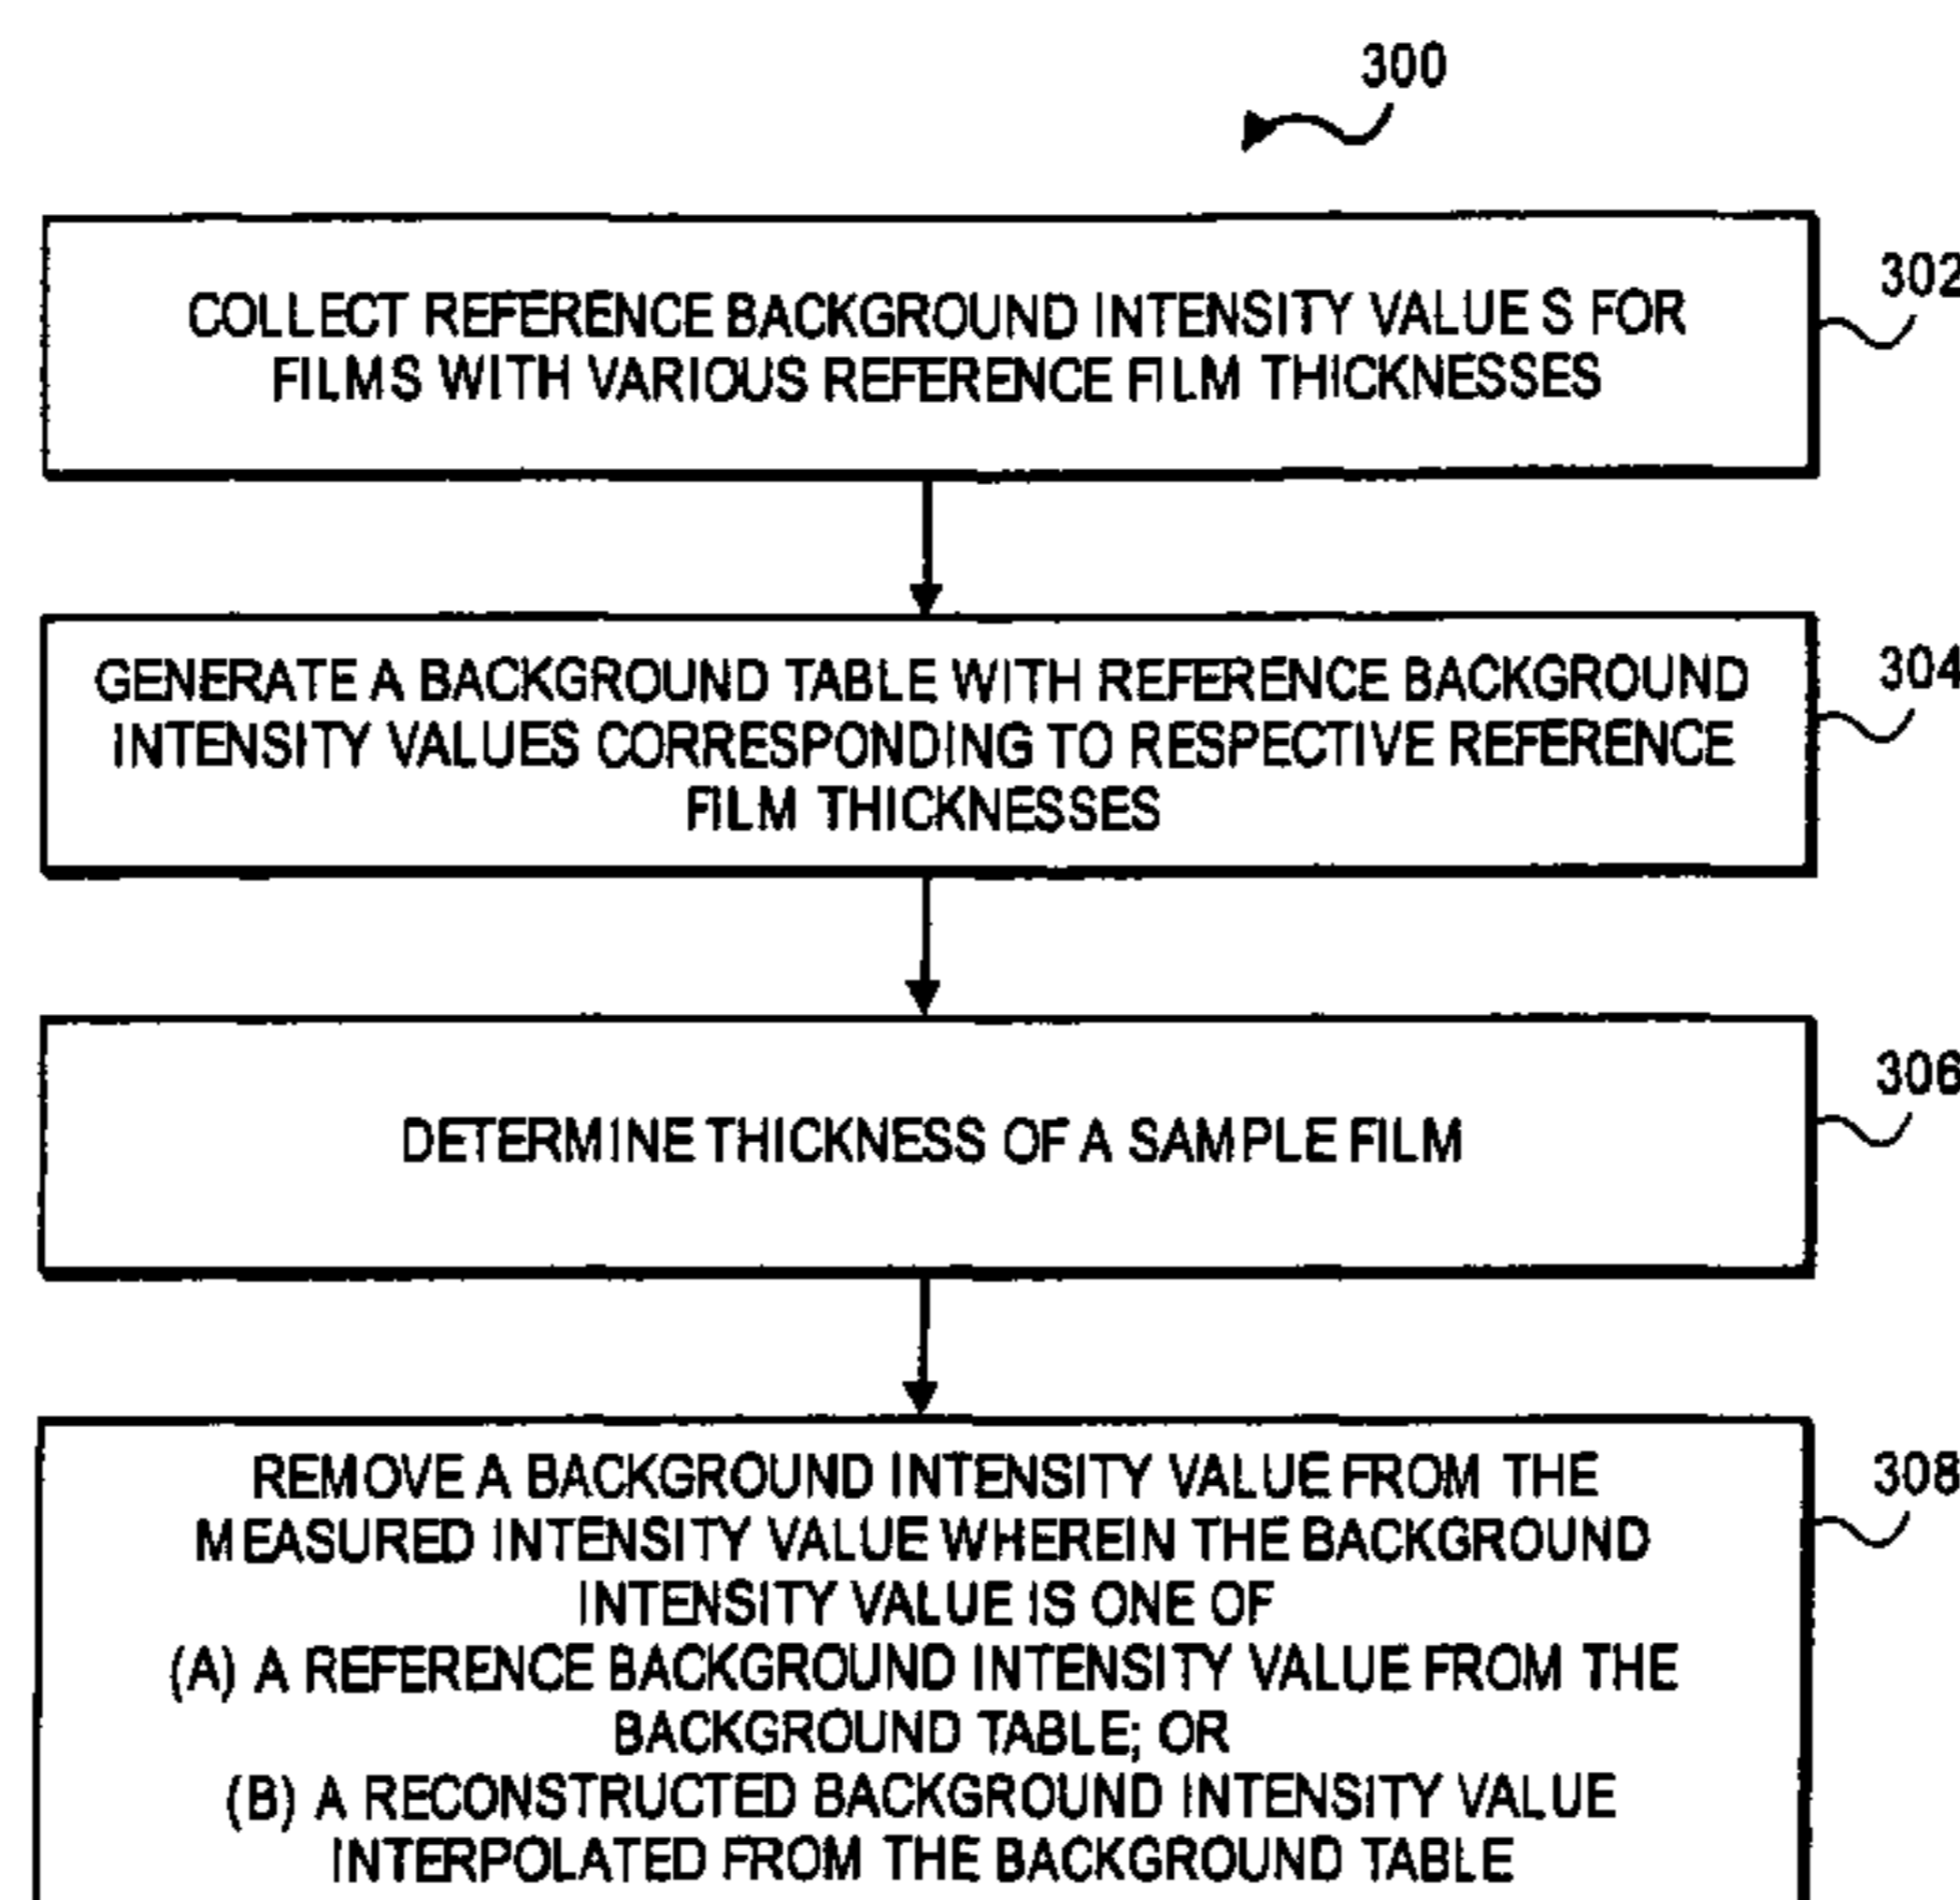 300
COLLECT REFERENCE BACKGROUND INTENSITY VALUE S FOR
FILMS WITH VARIOUS REFERENCE FILM THICKNESSES
302
GENERATE A BACKGROUND TABLE WITH REFERENCE BACKGROUND
INTENSITY VALUES CORRESPONDING TO RESPECTIVE REFERENCE
FILM THICKNESSES
304
DETERMINE THICKNESS OF A SAMPLE FILM
306
REMOVE A BACKGROUND INTENSITY VALUE FROM THE
MEASURED INTENSITY VALUE WHEREIN THE BACKGROUND
INTENSITY VALUE IS ONE OF
(A) A REFERENCE BACKGROUND INTENSITY VALUE FROM THE
BACKGROUND TABLE; OR
(B) A RECONSTRUCTED BACKGROUND INTENSITY VALUE
INTERPOLATED FROM THE BACKGROUND TABLE
308